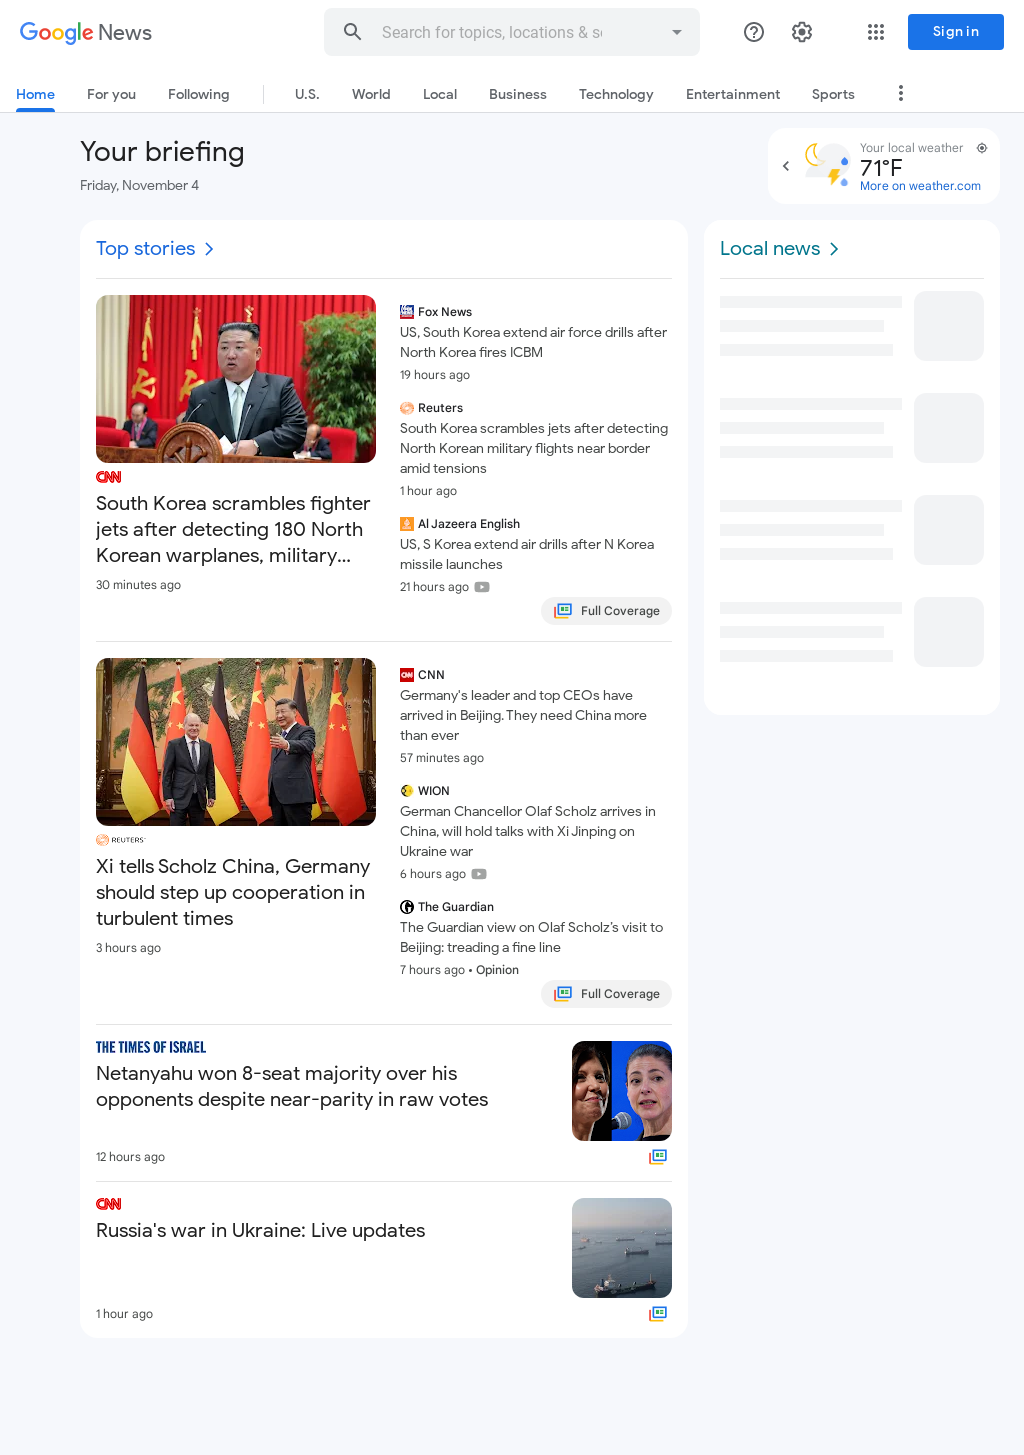 Google News
Search for topics, locations & s
Sign in
Home
For you
Following
U.S.
World
Local
Business
Technology
Entertainment
Sports
Your briefing
Friday, November 4
Your local weather
71°F
More on weather.com
Top stories
CNN
South Korea scrambles fighter
jets after detecting 180 North
Korean warplanes, military...
30 minutes ago
Fox News
US, South Korea extend air force drills after
North Korea fires ICBM
19 hours ago
Reuters
South Korea scrambles jets after detecting
North Korean military flights near border
amid tensions
1 hour ago
Al Jazeera English
US, S Korea extend air drills after N Korea
missile launches
21 hours ago
Full Coverage
REUTERS
Xi tells Scholz China, Germany
should step up cooperation in
turbulent times
3 hours ago
CNN
Germany's leader and top CEOs have
arrived in Beijing. They need China more
than ever
57 minutes ago
WION
German Chancellor Olaf Scholz arrives in
China, will hold talks with Xi Jinping on
Ukraine war
6 hours ago
The Guardian
The Guardian view on Olaf Scholz’s visit to
Beijing: treading a fine line
7 hours ago • Opinion
Full Coverage
THE TIMES OF ISRAEL
Netanyahu won 8-seat majority over his
opponents despite near-parity in raw votes
12 hours ago
CNN
Russia's war in Ukraine: Live updates
1 hour ago
Local news